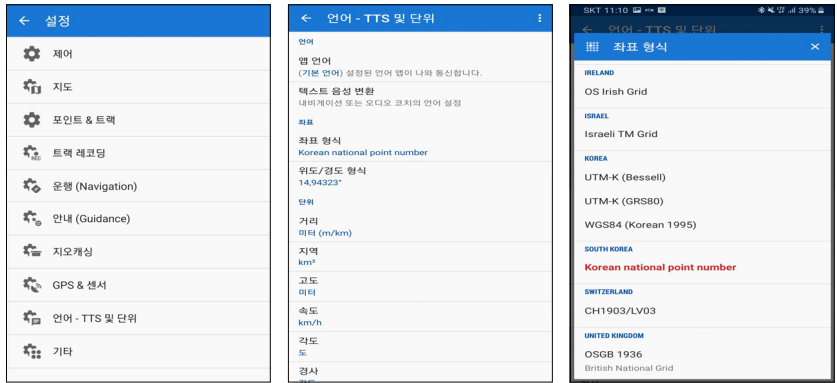 설정
제어
지도
포인트 & 트랙
트랙 레코딩
운행 (Navigation)
안내 (Guidance)
지오캐싱
GPS & 센서
언어 - TTS 및 단위
기타
언어 - TTS 및 단위
언어
앱 언어
(기본 언어) 설정된 언어 앱이 나와 통신합니다.
텍스트 음성 변환
내비게이션 또는 오디오 코치의 언어 설정
좌표
좌표 형식
Korean national point number
위도/경도 형식
14,94323°
단위
거리
미터 (m/km)
지역
km²
고도
미터
속도
km/h
각도
도
경사
SKT 11:10
39%
언어 - TTS 및 단위
좌표 형식
IRELAND
OS Irish Grid
ISRAEL
Israeli TM Grid
KOREA
UTM-K (Bessell)
UTM-K (GRS80)
WGS84 (Korean 1995)
SOUTH KOREA
Korean national point number
SWITZERLAND
CH1903/LV03
UNITED KINGDOM
OSGB 1936
British National Grid